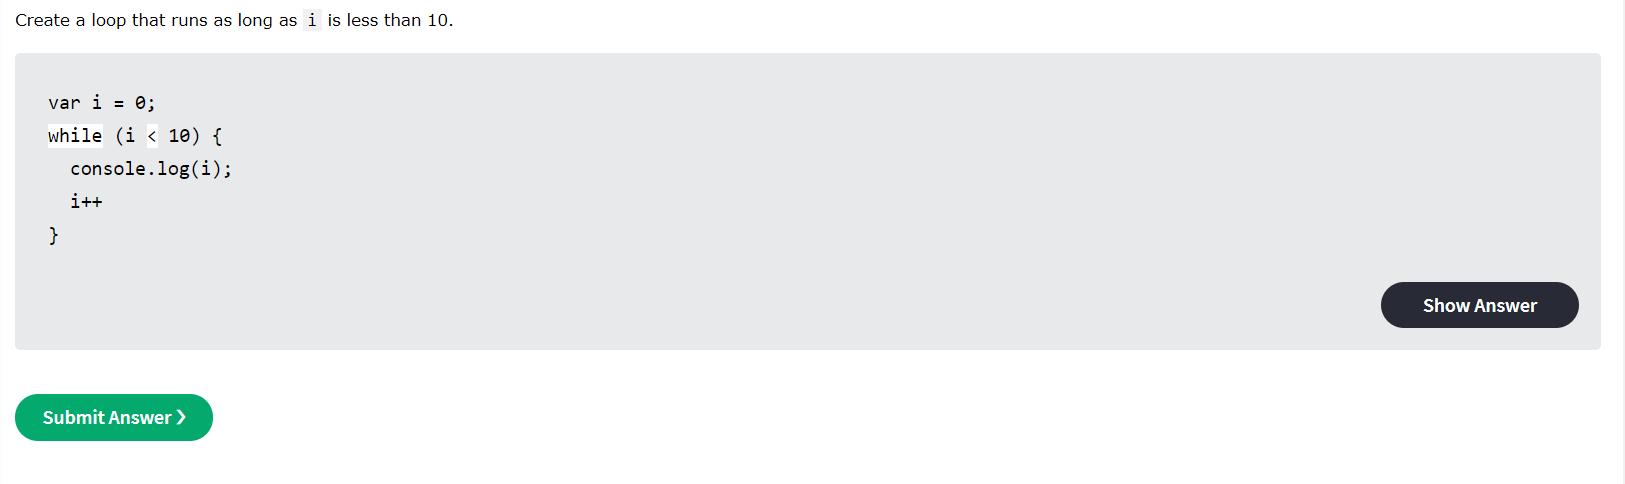 Create a loop that runs as long as i is less than 10.
var i = 0;
while (i < 10) {
  console.log(i);
  i++
}
Show Answer
Submit Answer ❯